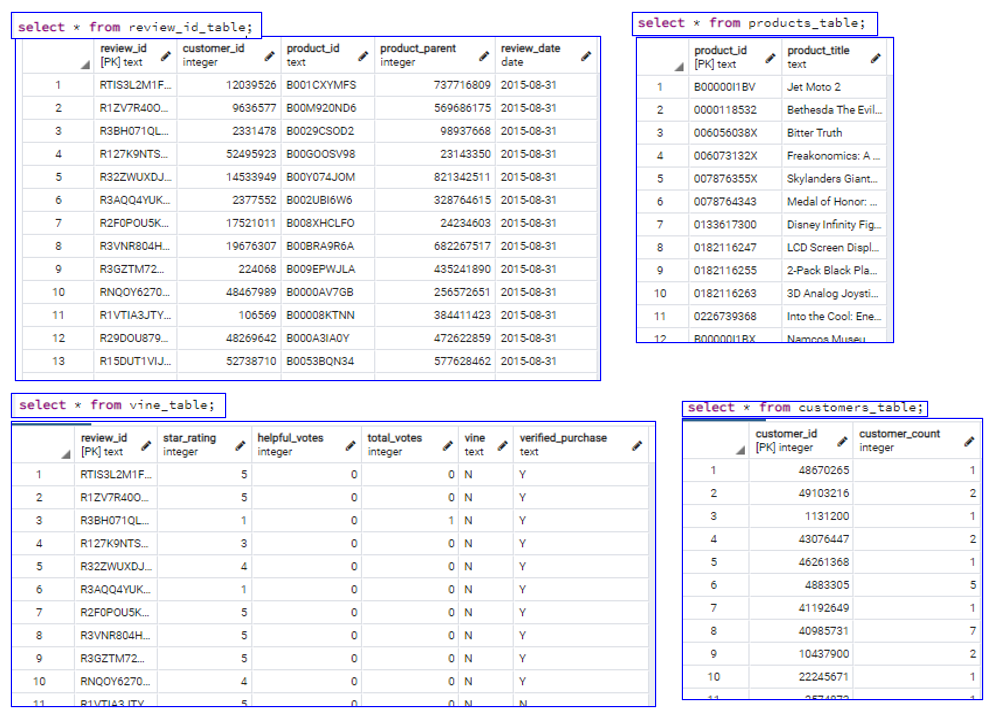 select * from review_id_table;
review_id customer_id product_id product_parent review_date
[PK] text integer text integer date
1 RTIS3L2M1F... 12039526 B001CXYMFS 737716809 2015-08-31
2 R1ZV7R40O... 9636577 B00M920ND6 569686175 2015-08-31
3 R3BH071QL... 2331478 B0029CSOD2 98937668 2015-08-31
4 R127K9NTS... 52495923 B00GOOSV98 23143350 2015-08-31
5 R32ZWUXDJ... 14533949 B00Y074JOM 821342511 2015-08-31
6 R3AQQ4YUK... 2377552 B002UBI6W6 328764615 2015-08-31
7 R2F0POU5K... 17521011 B008XHCLFO 24234603 2015-08-31
8 R3VNR804H... 19676307 B00BRA9R6A 682267517 2015-08-31
9 R3GZTM72... 224068 B009EPWJLA 435241890 2015-08-31
10 RNQOY6270... 48467989 B0000AV7GB 256572651 2015-08-31
11 R1VTIA3JTY... 106569 B00008KTNN 384411423 2015-08-31
12 R29DOU879... 48269642 B000A3IA0Y 472622859 2015-08-31
13 R15DUT1VIJ... 52738710 B0053BQN34 577628462 2015-08-31
select * from products_table;
product_id product_title
[PK] text text
1 B00000I1BV Jet Moto 2
2 0000118532 Bethesda The Evil...
3 006056038X Bitter Truth
4 006073132X Freakonomics: A ...
5 007876355X Skylanders Giant...
6 0078764343 Medal of Honor: ...
7 0133617300 Disney Infinity Fig...
8 0182116247 LCD Screen Displ...
9 0182116255 2-Pack Black Pla...
10 0182116263 3D Analog Joysti...
11 0226739368 Into the Cool: Ene...
12 B00000I1BX Namcos Museu
select * from vine_table;
review_id star_rating helpful_votes total_votes vine verified_purchase
[PK] text integer integer integer text text
1 RTIS3L2M1F... 5 0 0 N Y
2 R1ZV7R40O... 5 0 0 N Y
3 R3BH071QL... 1 0 1 N Y
4 R127K9NTS... 3 0 0 N Y
5 R32ZWUXDJ... 4 0 0 N Y
6 R3AQQ4YUK... 1 0 0 N Y
7 R2F0POU5K... 5 0 0 N Y
8 R3VNR804H... 5 0 0 N Y
9 R3GZTM72... 5 0 0 N Y
10 RNQOY6270... 4 0 0 N Y
11 R1VTIA3JTY 5 0 0 N N
select * from customers_table;
customer_id customer_count
[PK] integer integer
1 48670265 1
2 49103216 2
3 1131200 1
4 43076447 2
5 46261368 1
6 4883305 5
7 41192649 1
8 40985731 7
9 10437900 2
10 22245671 1
11 1